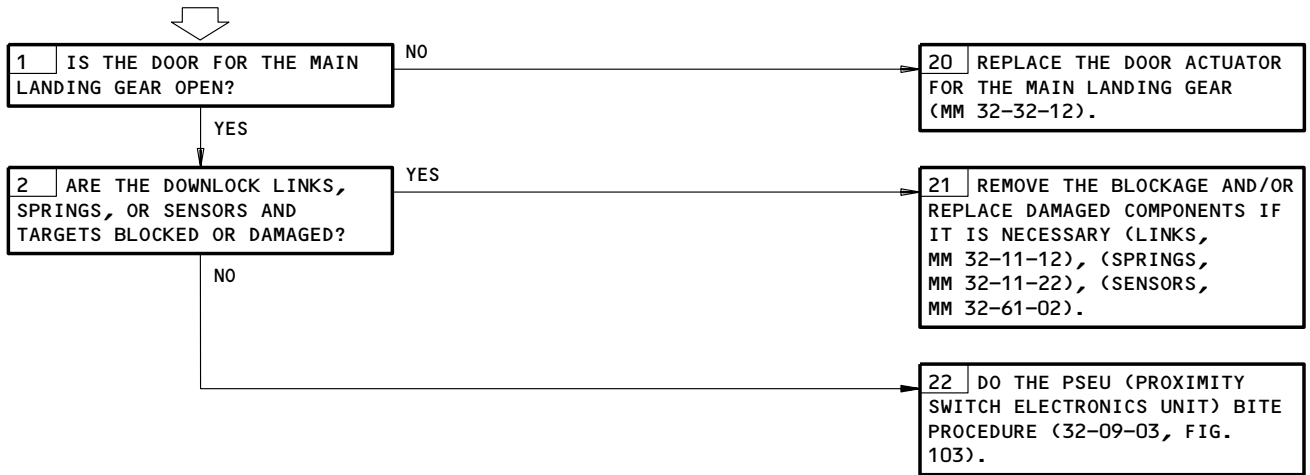 1 IS THE DOOR FOR THE MAIN
LANDING GEAR OPEN?
NO
20 REPLACE THE DOOR ACTUATOR
FOR THE MAIN LANDING GEAR
(MM 32-32-12).
YES
2 ARE THE DOWNLOCK LINKS,
SPRINGS, OR SENSORS AND
TARGETS BLOCKED OR DAMAGED?
YES
21 REMOVE THE BLOCKAGE AND/OR
REPLACE DAMAGED COMPONENTS IF
IT IS NECESSARY (LINKS,
MM 32-11-12), (SPRINGS,
MM 32-11-22), (SENSORS,
MM 32-61-02).
NO
22 DO THE PSEU (PROXIMITY
SWITCH ELECTRONICS UNIT) BITE
PROCEDURE (32-09-03, FIG.
103).